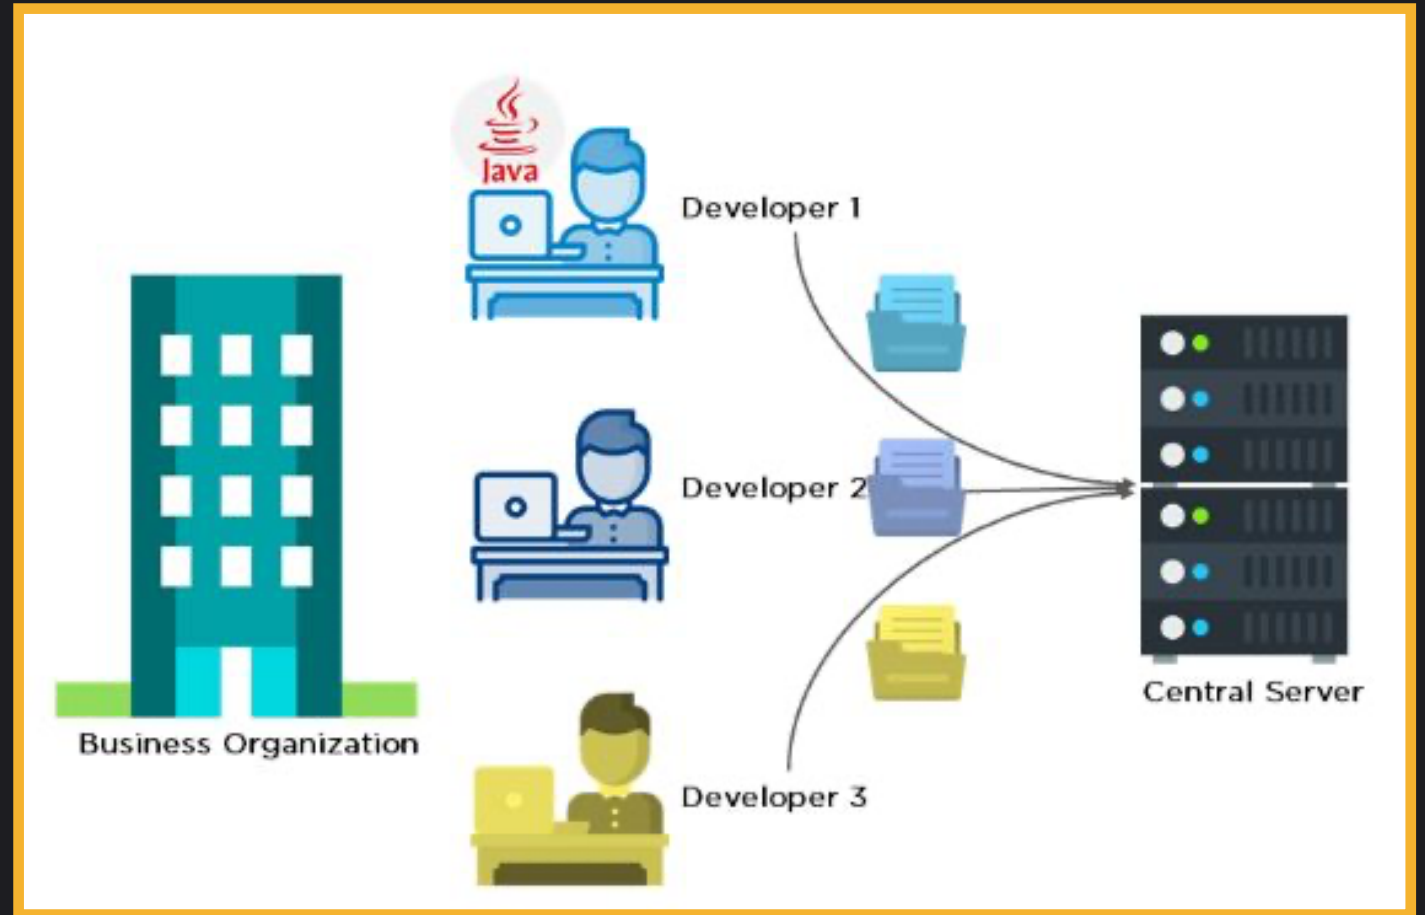 Java
Developer 1
Developer 2
Business Organization
Developer 3
Central Server